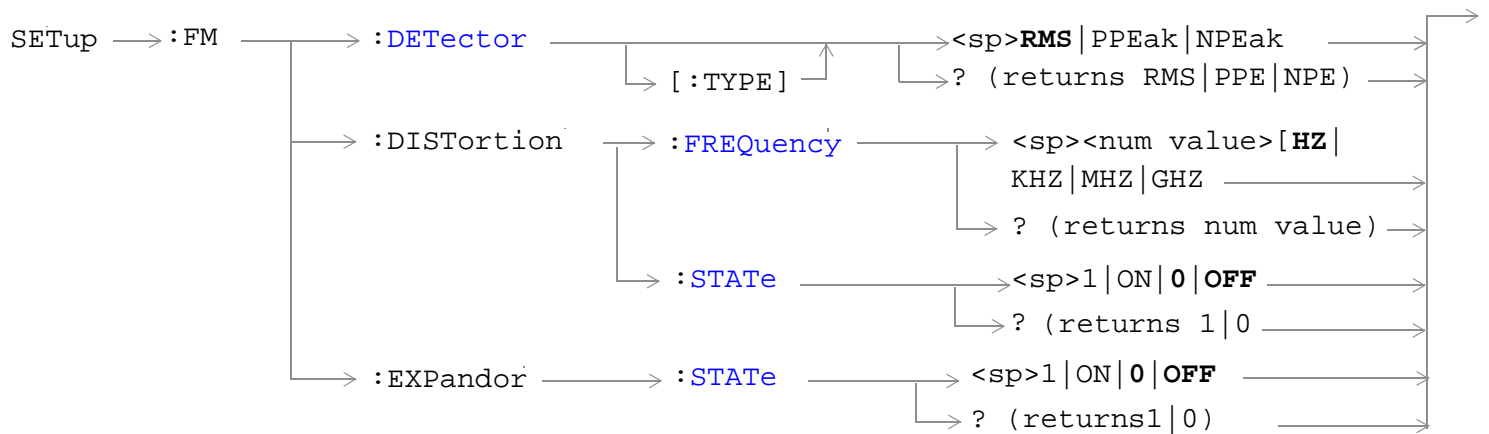 SETup :FM :DETector <sp>RMS|PPEak|NPEak
[:TYPE] ? (returns RMS|PPE|NPE)
:DISTortion :FREQuency <sp><num value>[HZ|
KHZ|MHZ|GHZ
? (returns num value)
:STATe <sp>1|ON|0|OFF
? (returns 1|0
:EXPandor :STATe <sp>1|ON|0|OFF
? (returns1|0)